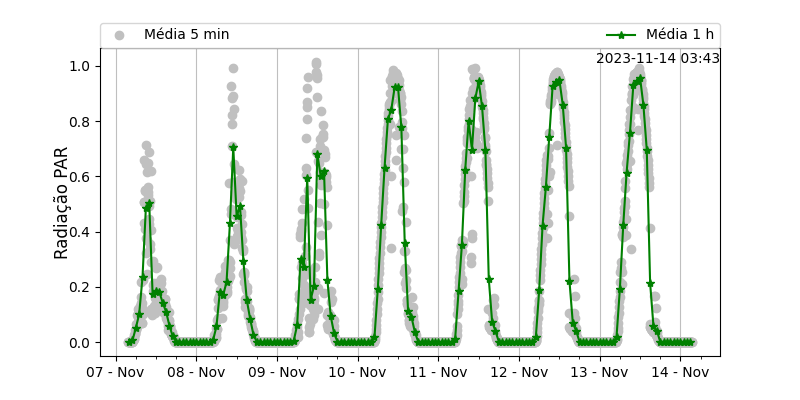 Média 5 min
Média 1 h
2023-11-14 03:43
Radiação PAR
1.0
0.8
0.6
0.4
0.2
0.0
07 - Nov
08 - Nov
09 - Nov
10 - Nov
11 - Nov
12 - Nov
13 - Nov
14 - Nov